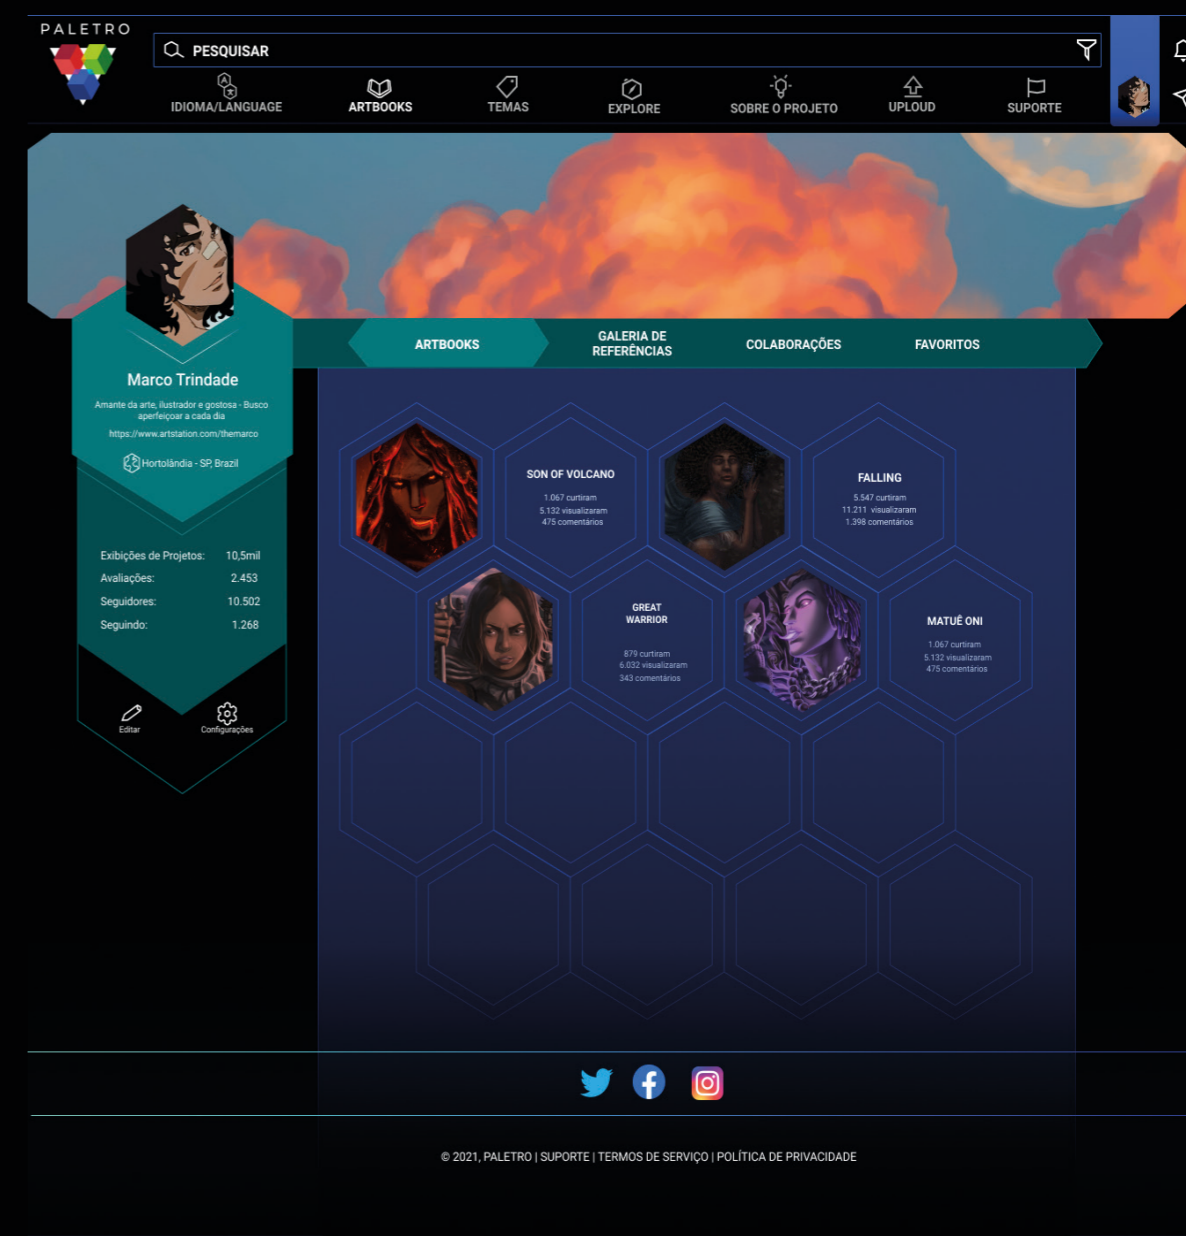 PALETRO
PESQUISAR
IDIOMA/LANGUAGE
ARTBOOKS
TEMAS
EXPLORE
SOBRE O PROJETO
UPLOUD
SUPORTE
ARTBOOKS
GALERIA DE
REFERÊNCIAS
COLABORAÇÕES
FAVORITOS
Marco Trindade
Amante da arte, Ilustrador e gostosa - Busco
aperfeiçoar a cada dia
https://www.artstation.com/themarco
Hortolândia - SP, Brazil
Exibições de Projetos: 10,5mil
Avaliações: 2.453
Seguidores: 10.502
Seguindo: 1.268
Editar
Configurações
SON OF VOLCANO
1.067 curtiram
5.132 visualizaram
475 comentários
FALLING
5.547 curtiram
11.211 visualizaram
1.398 comentários
GREAT
WARRIOR
879 curtiram
6.032 visualizaram
343 comentários
MATUÊ ONI
1.067 curtiram
5.132 visualizaram
475 comentários
© 2021, PALETRO | SUPORTE | TERMOS DE SERVIÇO | POLÍTICA DE PRIVACIDADE